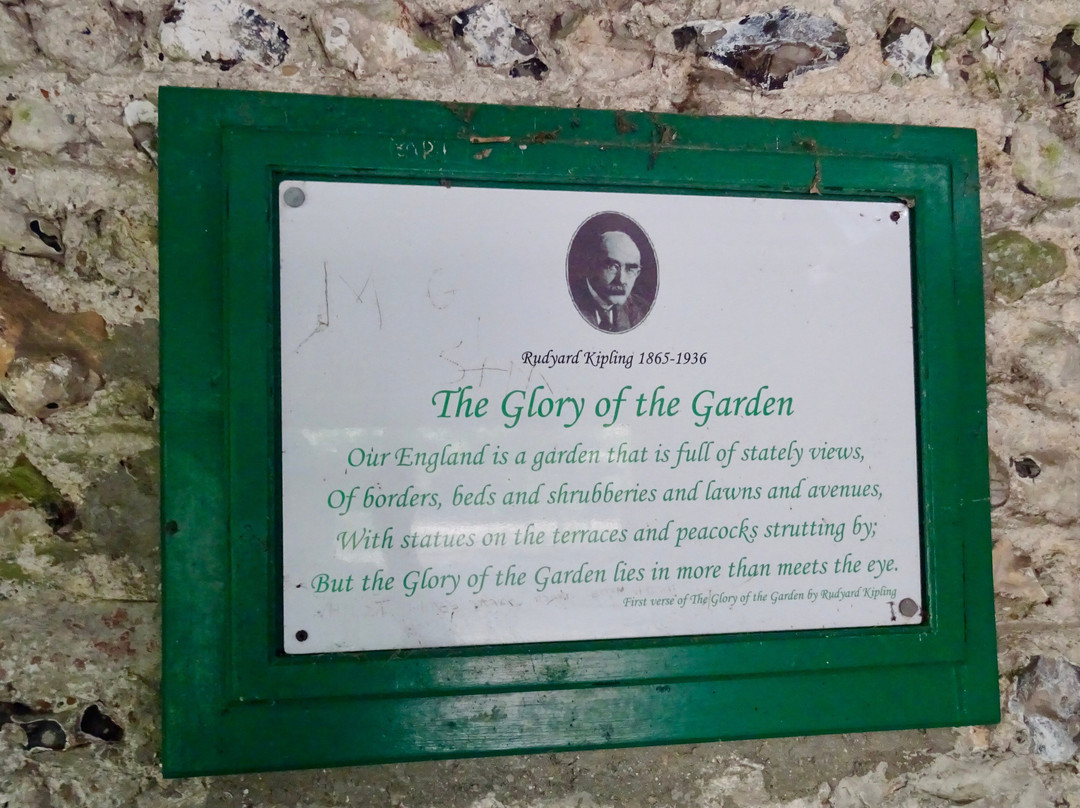 Rudyard Kipling 1865-1936
The Glory of the Garden
Our England is a garden that is full of stately views,
Of borders, beds and shrubberies and lawns and avenues,
With statues on the terraces and peacocks strutting by;
But the Glory of the Garden lies in more than meets the eye.
First verse of The Glory of the Garden by Rudyard Kipling